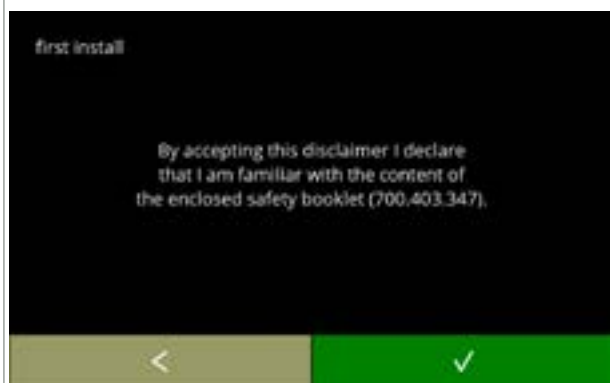 first install
By accepting this disclaimer I declare
that I am familiar with the content of
the enclosed safety booklet (700.403.347).